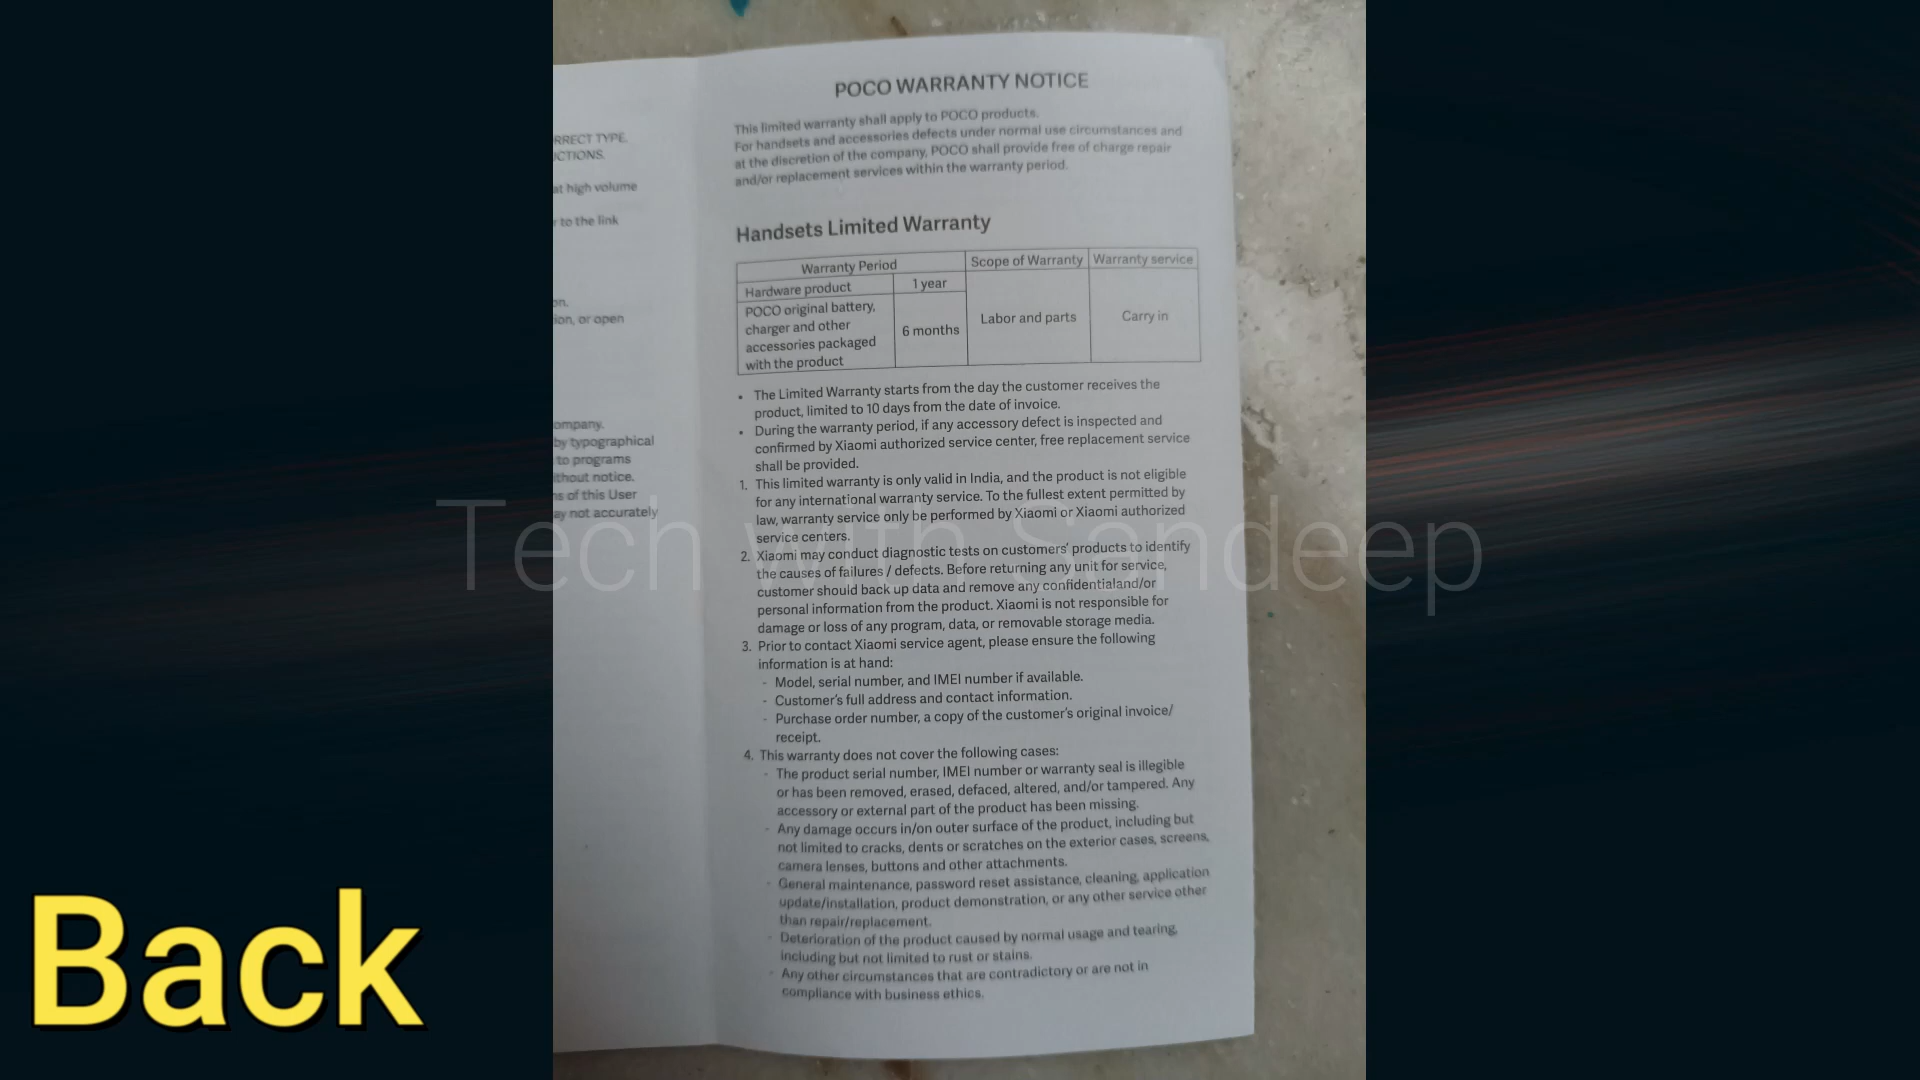 RRECT TYPE.
CTIONS.
at high volume
to the link
on.
ion, or open
ompany.
by typographical
to programs
ithout notice.
ns of this User
ay not accurately
POCO WARRANTY NOTICE
This limited warranty shall apply to POCO products.
For handsets and accessories defects under normal use circumstances and
at the discretion of the company, POCO shall provide free of charge repair
and/or replacement services within the warranty period.
Handsets Limited Warranty
Warranty Period Scope of Warranty Warranty service
Hardware product 1 year
POCO original battery,
charger and other
accessories packaged
with the product
6 months
Labor and parts
Carry in
• The Limited Warranty starts from the day the customer receives the
product, limited to 10 days from the date of invoice.
• During the warranty period, if any accessory defect is inspected and
confirmed by Xiaomi authorized service center, free replacement service
shall be provided.
1. This limited warranty is only valid in India, and the product is not eligible
for any international warranty service. To the fullest extent permitted by
law, warranty service only be performed by Xiaomi or Xiaomi authorized
service centers.
2. Xiaomi may conduct diagnostic tests on customers' products to identify
the causes of failures / defects. Before returning any unit for service,
customer should back up data and remove any confidentialand/or
personal information from the product. Xiaomi is not responsible for
damage or loss of any program, data, or removable storage media.
3. Prior to contact Xiaomi service agent, please ensure the following
information is at hand:
- Model, serial number, and IMEI number if available.
- Customer's full address and contact information.
- Purchase order number, a copy of the customer's original invoice/
receipt.
4. This warranty does not cover the following cases:
- The product serial number, IMEI number or warranty seal is illegible
or has been removed, erased, defaced, altered, and/or tampered. Any
accessory or external part of the product has been missing.
- Any damage occurs in/on outer surface of the product, including but
not limited to cracks, dents or scratches on the exterior cases, screens,
camera lenses, buttons and other attachments.
- General maintenance, password reset assistance, cleaning, application
update/installation, product demonstration, or any other service other
than repair/replacement.
- Deterioration of the product caused by normal usage and tearing,
including but not limited to rust or stains.
- Any other circumstances that are contradictory or are not in
compliance with business ethics.
Tech with Sandeep
Back